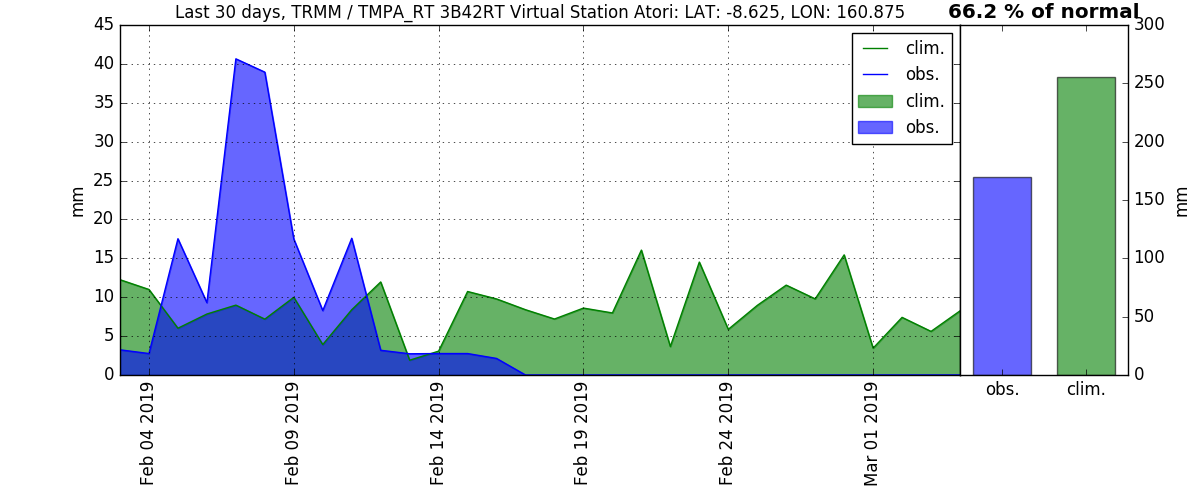 Last 30 days, TRMM / TMPA_RT 3B42RT Virtual Station Atori: LAT: -8.625, LON: 160.875
66.2 % of normal
45
40
35
30
25
20
15
10
5
0
mm
clim.
obs.
clim.
obs.
Feb 04 2019
Feb 09 2019
Feb 14 2019
Feb 19 2019
Feb 24 2019
Mar 01 2019
300
250
200
150
100
50
0
mm
obs.
clim.